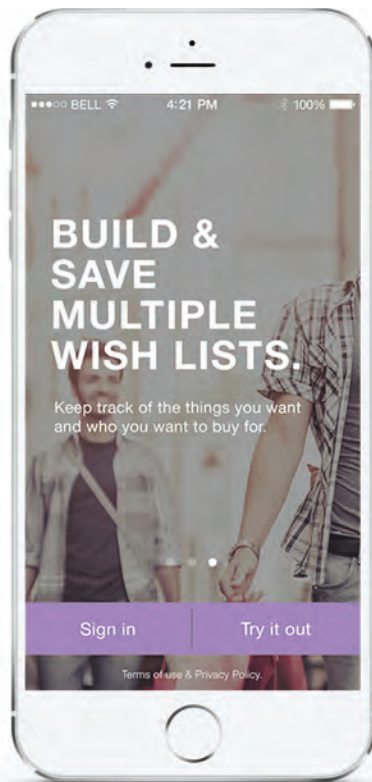 BELL 4:21 PM 100%
BUILD &
SAVE
MULTIPLE
WISH LISTS.
Keep track of the things you want
and who you want to buy for.
Sign in Try it out
Terms of use & Privacy Policy.